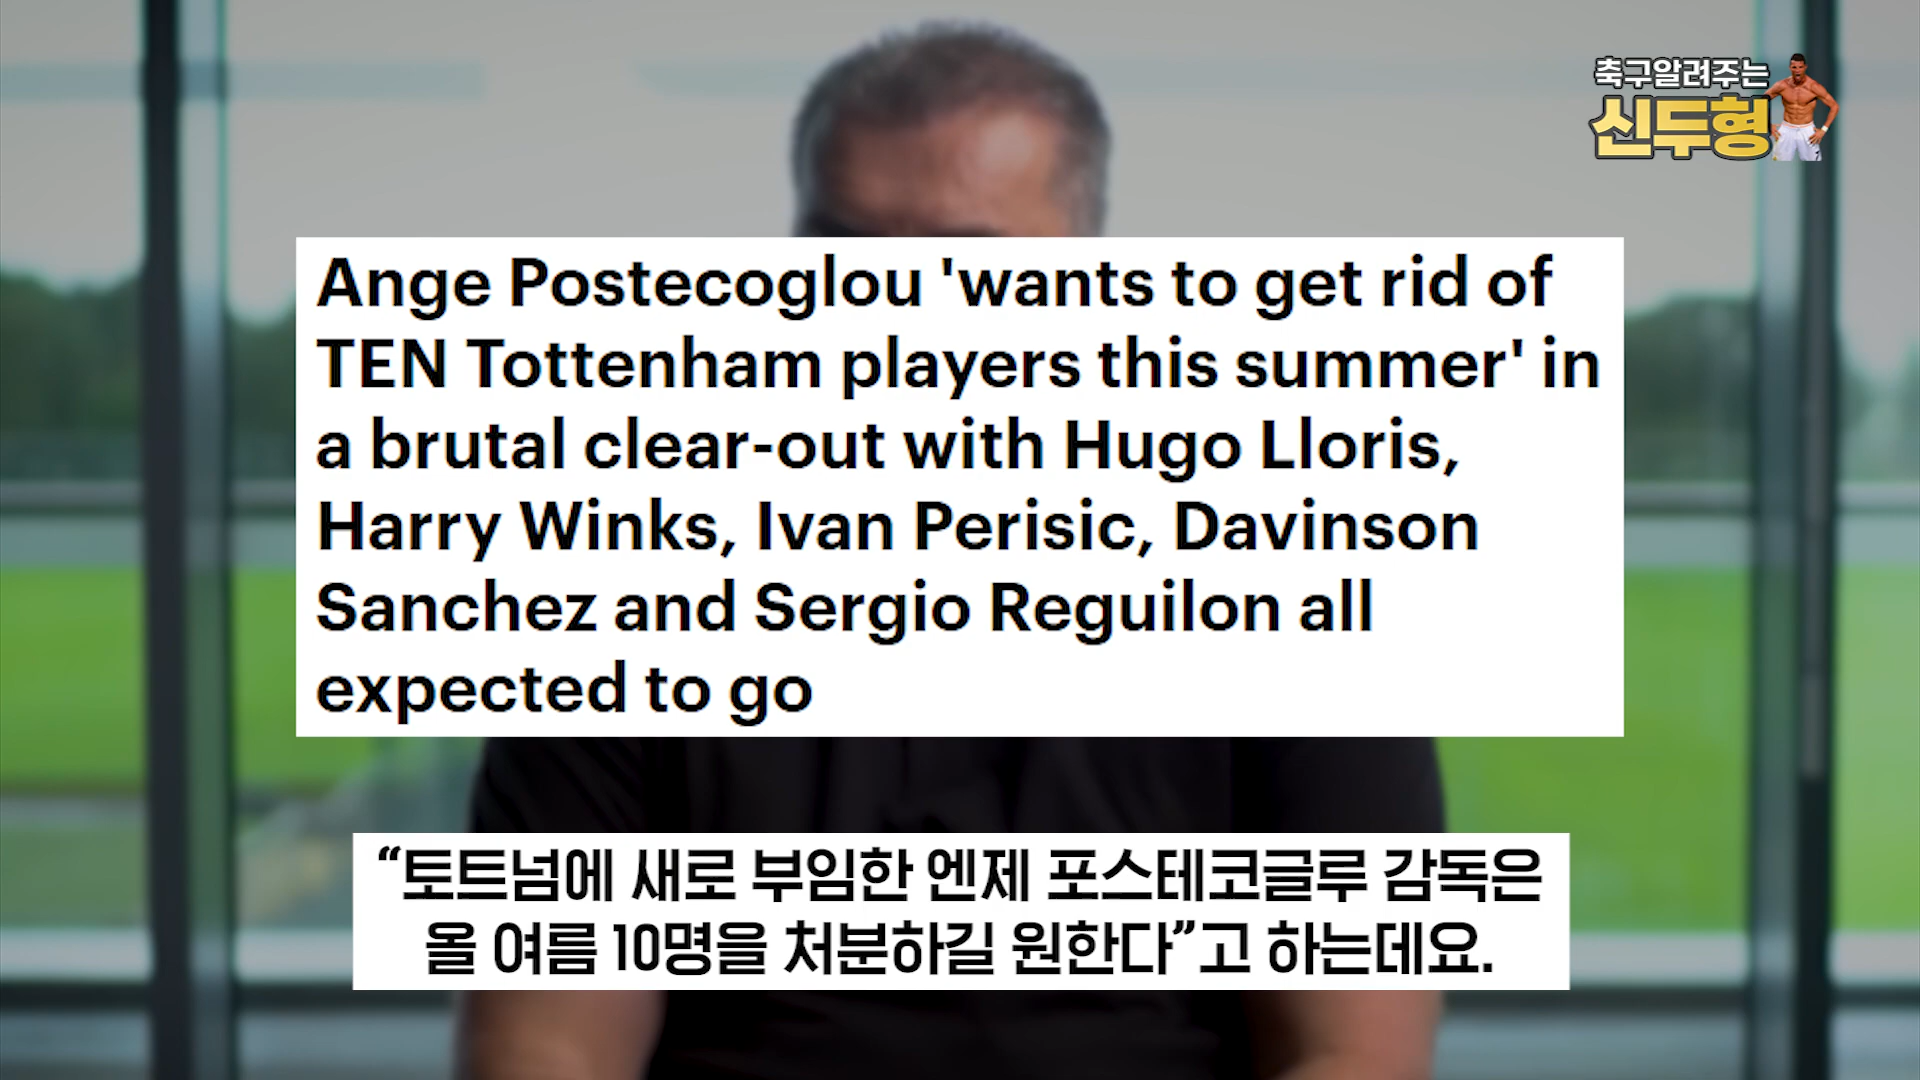 축구알려주는
신두형
Ange Postecoglou 'wants to get rid of
TEN Tottenham players this summer' in
a brutal clear-out with Hugo Lloris,
Harry Winks, Ivan Perisic, Davinson
Sanchez and Sergio Reguilon all
expected to go
“토트넘에 새로 부임한 엔제 포스테코글루 감독은
올 여름 10명을 처분하길 원한다”고 하는데요.